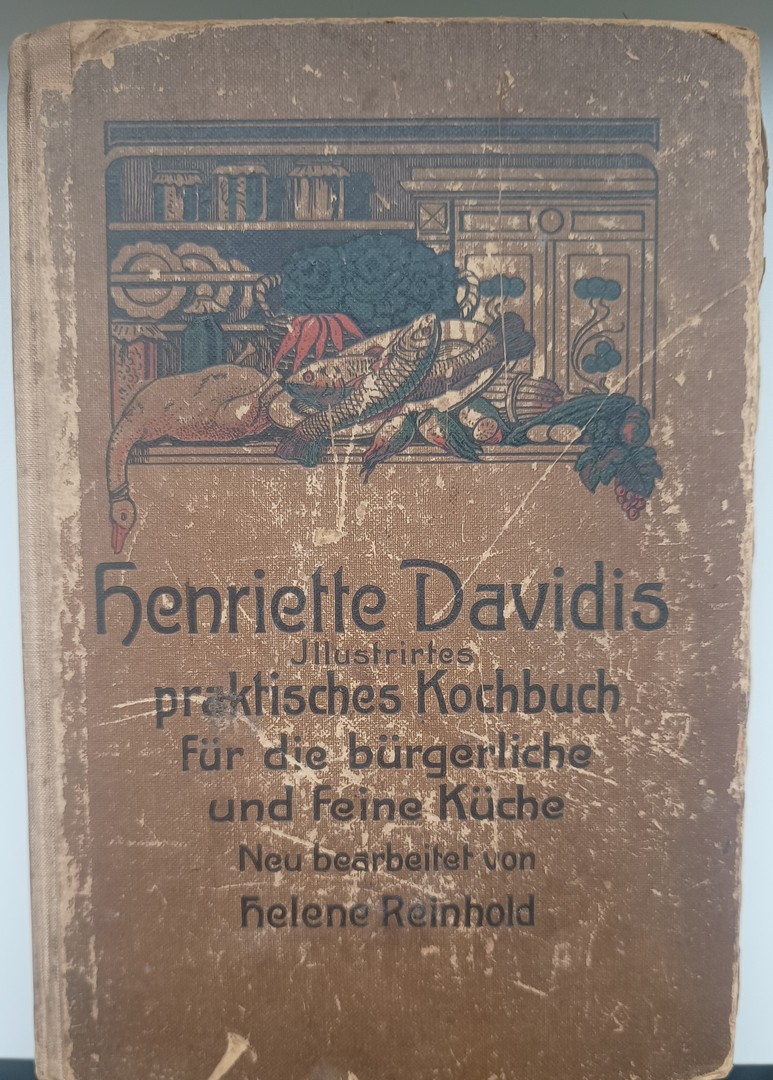 Henriette Davidis
Jllustrirtes
praktisches Kochbuch
für die bürgerliche
und feine Küche
Neu bearbeitet von
Helene Reinhold